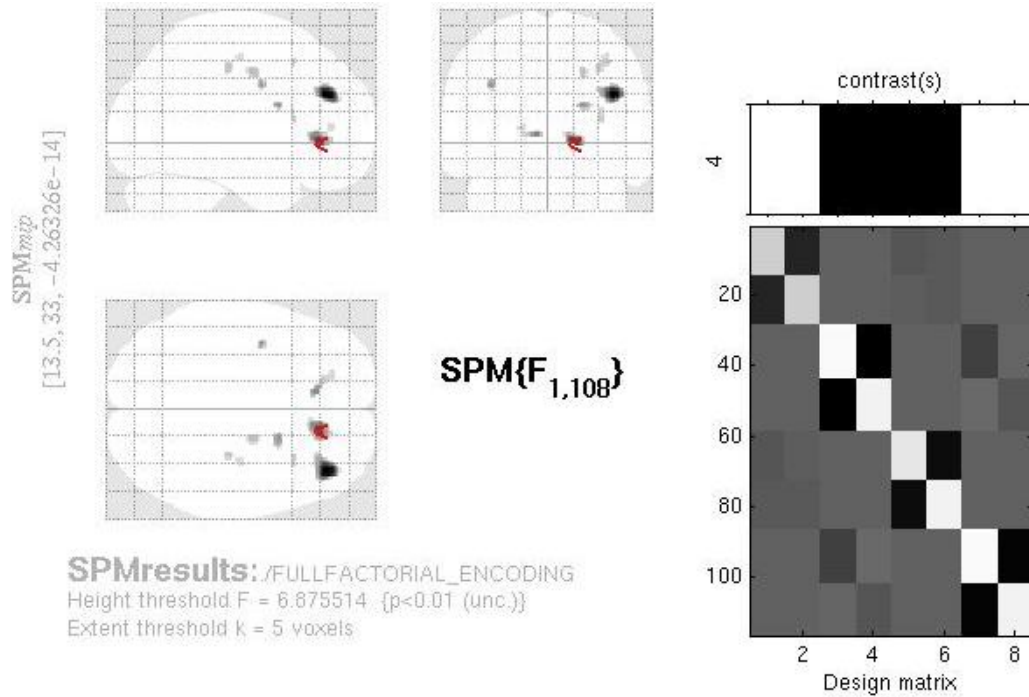 SPMmip
[13.5, 33, -4.26326e-14]
SPM{F1,108}
SPMresults: ./FULLFACTORIAL_ENCODING
Height threshold F = 6.875514 {p<0.01 (unc.)}
Extent threshold k = 5 voxels
contrast(s)
4
20
40
60
80
100
2 4 6 8
Design matrix